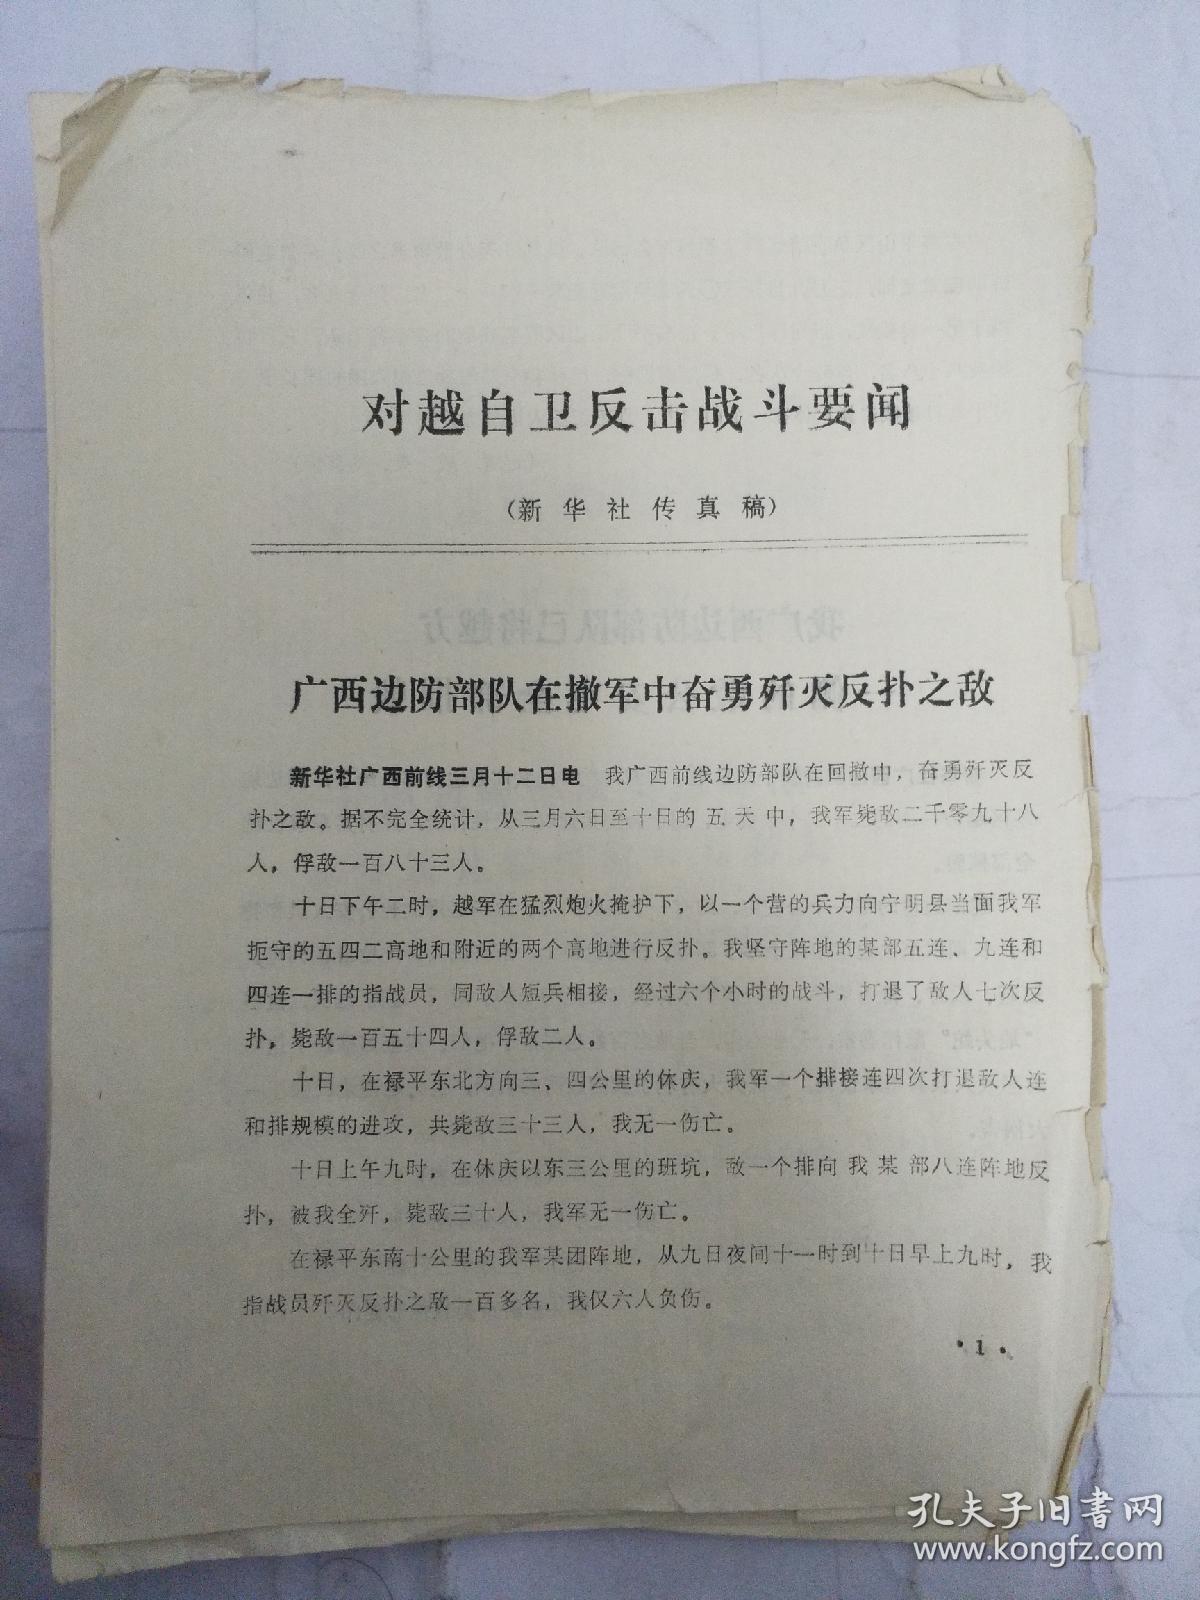 对越自卫反击战斗要闻
（新华社传真稿）
广西边防部队在撤军中奋勇歼灭反扑之敌
新华社广西前线三月十二日电　我广西前线边防部队在回撤中，奋勇歼灭反
扑之敌。据不完全统计，从三月六日至十日的五天中，我军毙敌二千零九十八
人，俘敌一百八十三人。
十日下午二时，越军在猛烈炮火掩护下，以一个营的兵力向宁明县当面我军
扼守的五四二高地和附近的两个高地进行反扑。我坚守阵地的某部五连、九连和
四连一排的指战员，同敌人短兵相接，经过六个小时的战斗，打退了敌人七次反
扑，毙敌一百五十四人，俘敌二人。
十日，在禄平东北方向三、四公里的休庆，我军一个排接连四次打退敌人连
和排规模的进攻，共毙敌三十三人，我无一伤亡。
十日上午九时，在休庆以东三公里的班坑，敌一个排向我某部八连阵地反
扑，被我全歼，毙敌三十人，我军无一伤亡。
在禄平东南十公里的我军某团阵地，从九日夜间十一时到十日早上九时，我
指战员歼灭反扑之敌一百多名，我仅六人负伤。
•1•
孔夫子旧书网
www.kongfz.com